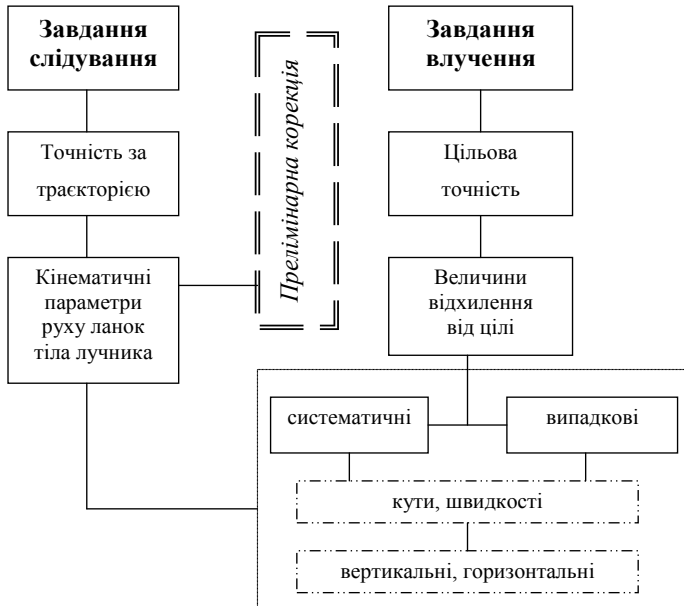 Завдання
слідування
Точність за
траєкторією
Кінематичні
параметри
руху ланок
тіла лучника
Прелімінарна корекція
Завдання
влучення
Цільова
точність
Величини
відхилення
від цілі
систематичні
випадкові
кути, швидкості
вертикальні, горизонтальні